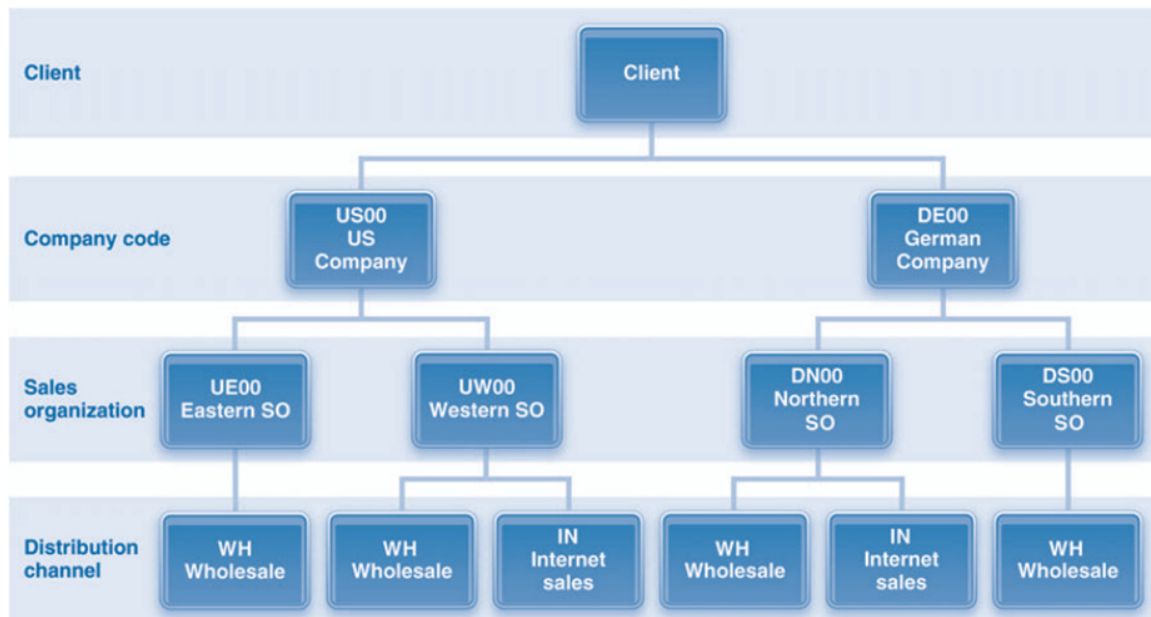 Client
Client
Company code
US00
US
Company
DE00
German
Company
Sales
organization
UE00
Eastern SO
UW00
Western SO
DN00
Northern
SO
DS00
Southern
SO
Distribution
channel
WH
Wholesale
WH
Wholesale
IN
Internet
sales
WH
Wholesale
IN
Internet
sales
WH
Wholesale